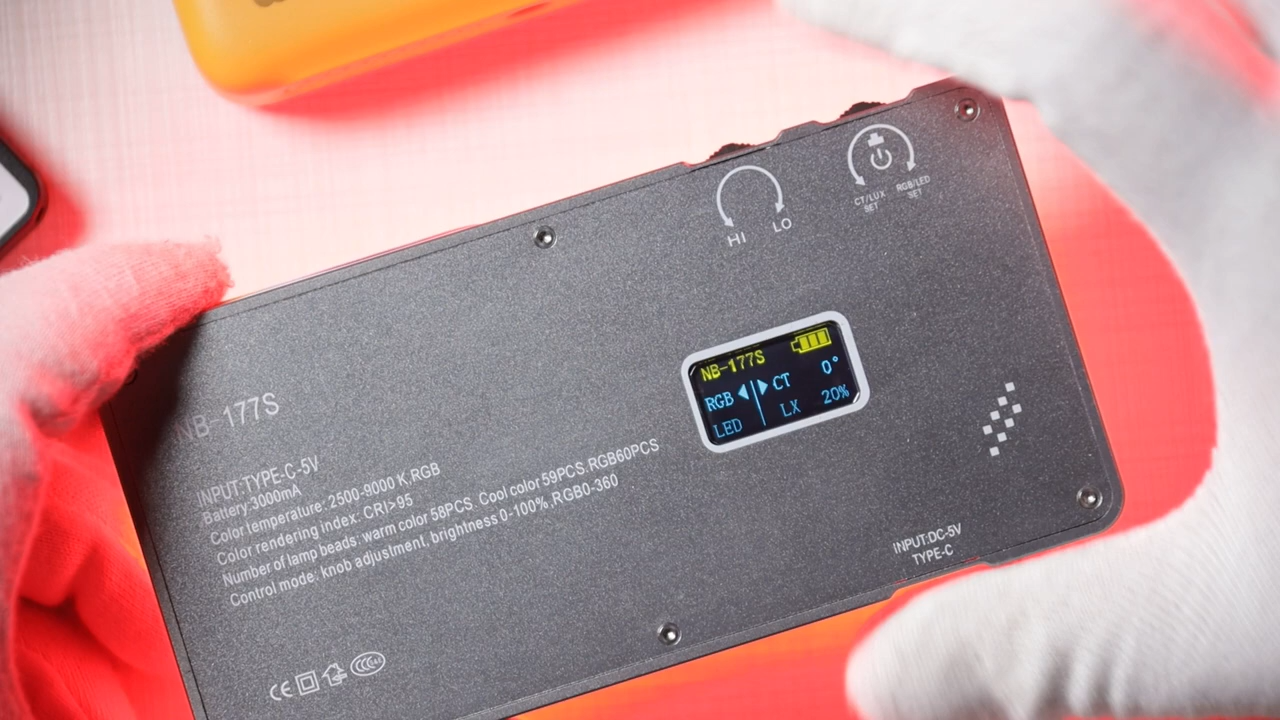 HI LO
CT/LUX SET
RGB/LED SET
NB-177S
RGB CT 0°
LED LX 20%
NB-177S
INPUT:TYPE-C-5V
Battery:3000mA
Color temperature: 2500-9000 K,RGB
Color rendering index: CRI>95
Number of lamp beads: warm color 58PCS. Cool color 59PCS.RGB60PCS
Control mode: knob adjustment, brightness 0-100%,RGB0-360
INPUT:DC-5V
TYPE-C
CE